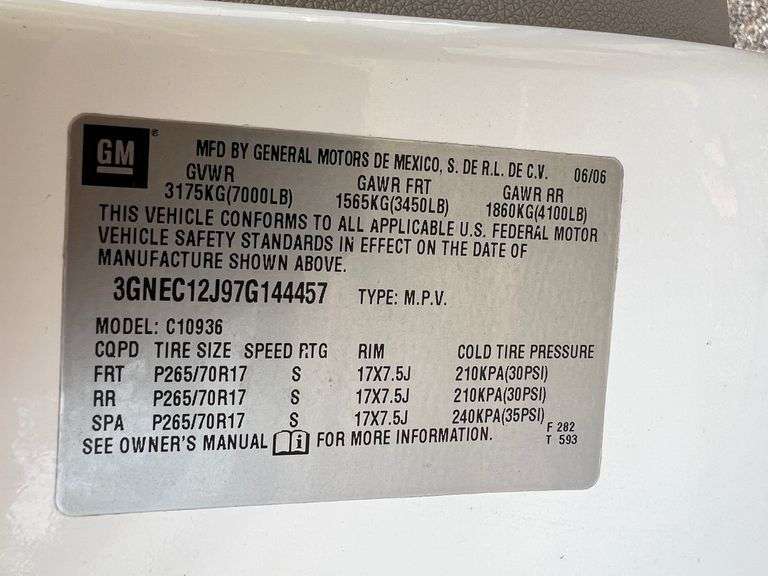 GM® MFD BY GENERAL MOTORS DE MEXICO, S. DE R.L. DE C.V. 06/06
GVWR GAWR FRT GAWR RR
3175KG(7000LB) 1565KG(3450LB) 1860KG(4100LB)
THIS VEHICLE CONFORMS TO ALL APPLICABLE U.S. FEDERAL MOTOR
VEHICLE SAFETY STANDARDS IN EFFECT ON THE DATE OF
MANUFACTURE SHOWN ABOVE.
3GNEC12J97G144457 TYPE: M.P.V.
MODEL: C10936
CQPD TIRE SIZE SPEED RTG RIM COLD TIRE PRESSURE
FRT P265/70R17 S 17X7.5J 210KPA(30PSI)
RR P265/70R17 S 17X7.5J 210KPA(30PSI)
SPA P265/70R17 S 17X7.5J 240KPA(35PSI) F 282
SEE OWNER'S MANUAL i FOR MORE INFORMATION. T 593